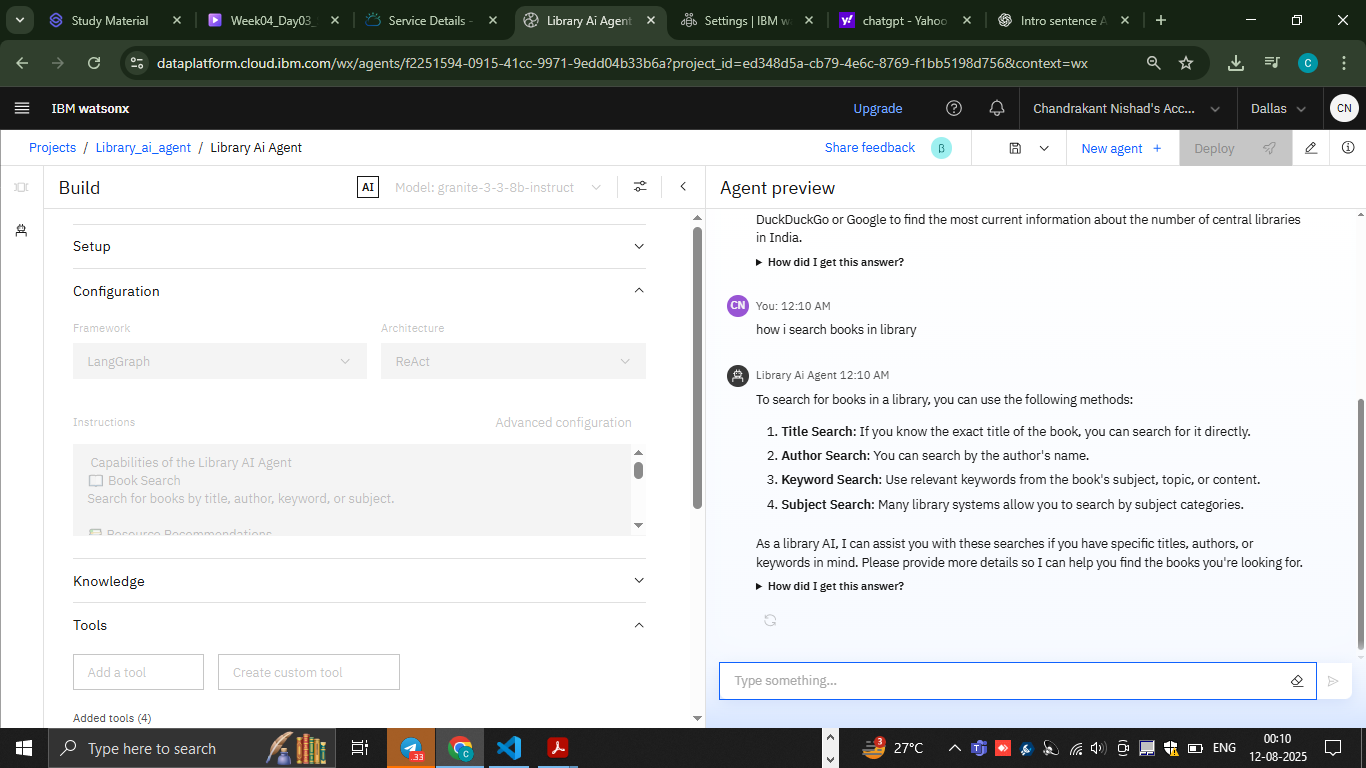 Study Material
Week04_Day03_
Service Details -
Library Ai Agent
Settings | IBM wa
chatgpt - Yahoo
Intro sentence A
dataplatform.cloud.ibm.com/wx/agents/f2251594-0915-41cc-9971-9edd04b33b6a?project_id=ed348d5a-cb79-4e6c-8769-f1bb5198d756&context=wx
C
IBM watsonx
Upgrade
Chandrakant Nishad's Acc...
Dallas
CN
Projects / Library_ai_agent / Library Ai Agent
Share feedback
β
New agent +
Deploy
Build
AI
Model: granite-3-3-8b-instruct
Agent preview
Setup
Configuration
Framework
Architecture
LangGraph
ReAct
Instructions
Advanced configuration
Capabilities of the Library AI Agent
Book Search
Search for books by title, author, keyword, or subject.
Resource Recommendations
Knowledge
Tools
Add a tool
Create custom tool
Added tools (4)
DuckDuckGo or Google to find the most current information about the number of central libraries
in India.
How did I get this answer?
CN
You: 12:10 AM
how i search books in library
Library Ai Agent 12:10 AM
To search for books in a library, you can use the following methods:
1. Title Search: If you know the exact title of the book, you can search for it directly.
2. Author Search: You can search by the author's name.
3. Keyword Search: Use relevant keywords from the book's subject, topic, or content.
4. Subject Search: Many library systems allow you to search by subject categories.
As a library AI, I can assist you with these searches if you have specific titles, authors, or
keywords in mind. Please provide more details so I can help you find the books you're looking for.
How did I get this answer?
Type something...
Type here to search
33
3
27°C
ENG
00:10
12-08-2025